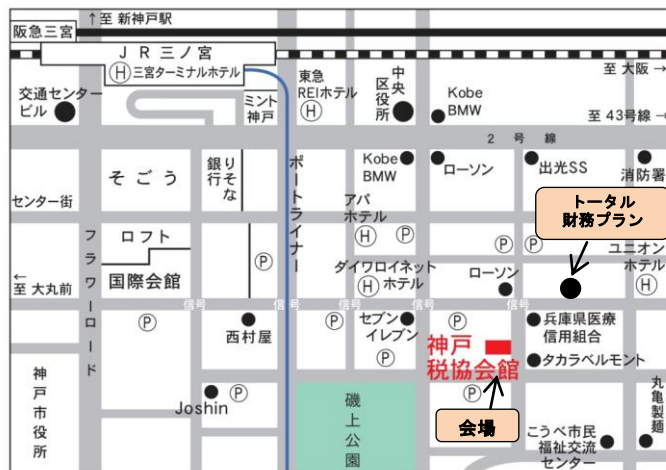 ↑至 新神戸駅
阪急三宮
JR三ノ宮
Ⓗ三宮ターミナルホテル
至 大阪 →
交通センター
ビル
ミント
神戸
東急
REIホテル
Ⓗ
中央
区役所
Kobe
BMW
至 43号線→
2 号 線
そごう
りそな
銀行
ポートライナー
Kobe
BMW
ローソン
出光SS
消防署
センター街
アパ
ホテル
Ⓗ
Ⓟ
トータル
財務プラン
フラワーロード
ロフト
国際会館
Ⓟ
ダイワロイネット
Ⓗホテル
Ⓟ
Ⓟ
ローソン
ユニオン
ホテル
Ⓗ
←
至 大丸前
信号
信号
信号
信号
信号
Ⓟ
西村屋
Ⓟ
セブン
イレブン
Ⓟ
Ⓟ
兵庫県医療
信用組合
神戸
税協会館
タカラベルモント
神戸市役所
Joshin
Ⓟ
磯上公園
会場
Ⓟ
こうべ市民
福祉交流
センター
丸亀製麺